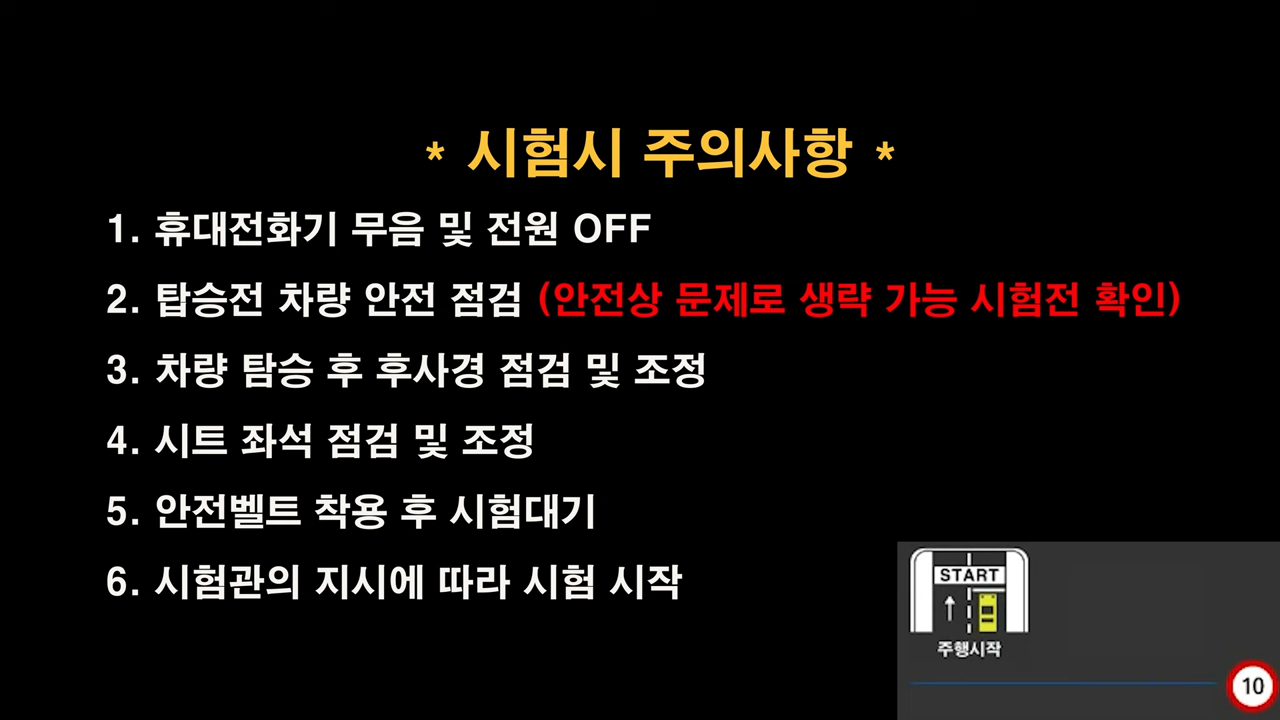 * 시험시 주의사항 *
1. 휴대전화기 무음 및 전원 OFF
2. 탑승전 차량 안전 점검 (안전상 문제로 생략 가능 시험전 확인)
3. 차량 탐승 후 후사경 점검 및 조정
4. 시트 좌석 점검 및 조정
5. 안전벨트 착용 후 시험대기
6. 시험관의 지시에 따라 시험 시작
START
주행시작
10